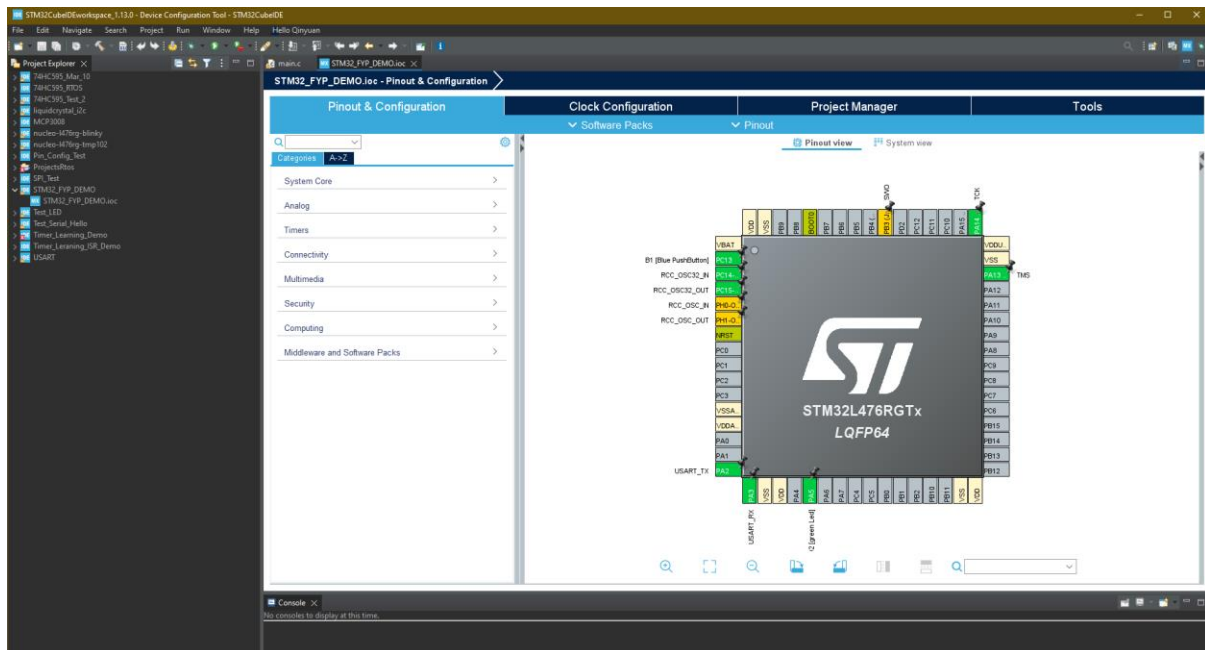 STM32CubeIDEworkspace_1.13.0 - Device Configuration Tool - STM32CubeIDE
File Edit Navigate Search Project Run Window Help Hello Qinyuan
Project Explorer
main.c STM32_FYP_DEMO.ioc
74HC595_Mar_10
74HC595_RTOS
74HC595_Test_2
liquidcrystal_i2c
MCP3008
nucleo-l476rg-blinky
nucleo-l476rg-tmp102
Pin_Config_Test
ProjectsRtos
SPI_Test
STM32_FYP_DEMO
STM32_FYP_DEMO.ioc
Test_LED
Test_Serial_Hello
Timer_Learning_Demo
Timer_Leraning_ISR_Demo
USART
STM32_FYP_DEMO.ioc - Pinout & Configuration
Pinout & Configuration Clock Configuration Project Manager Tools
Software Packs Pinout
Categories A->Z
System Core
Analog
Timers
Connectivity
Multimedia
Security
Computing
Middleware and Software Packs
Pinout view System view
SWO TCK
VDD VSS PB9 PB8 BOOT0 PB7 PB6 PB5 PB4 (... PB3 (J... PD2 PC12 PC11 PC10 PA15 ... PA14 ...
VBAT VDDU..
B1 [Blue PushButton] PC13 VSS
RCC_OSC32_IN PC14-.. PA13 .. TMS
RCC_OSC32_OUT PC15-.. PA12
RCC_OSC_IN PH0-O.. PA11
RCC_OSC_OUT PH1-O.. PA10
NRST PA9
PC0 PA8
PC1 PC9
PC2 PC8
PC3 PC7
VSSA.. PC6
VDDA.. PB15
PA0 PB14
PA1 PB13
USART_TX PA2 PB12
ST
STM32L476RGTx
LQFP64
PA3 VSS VDD PA4 PA5 PA6 PA7 PC4 PC5 PB0 PB1 PB2 PB10 PB11 VSS VDD
USART_RX
[green Led]
Console
No consoles to display at this time.